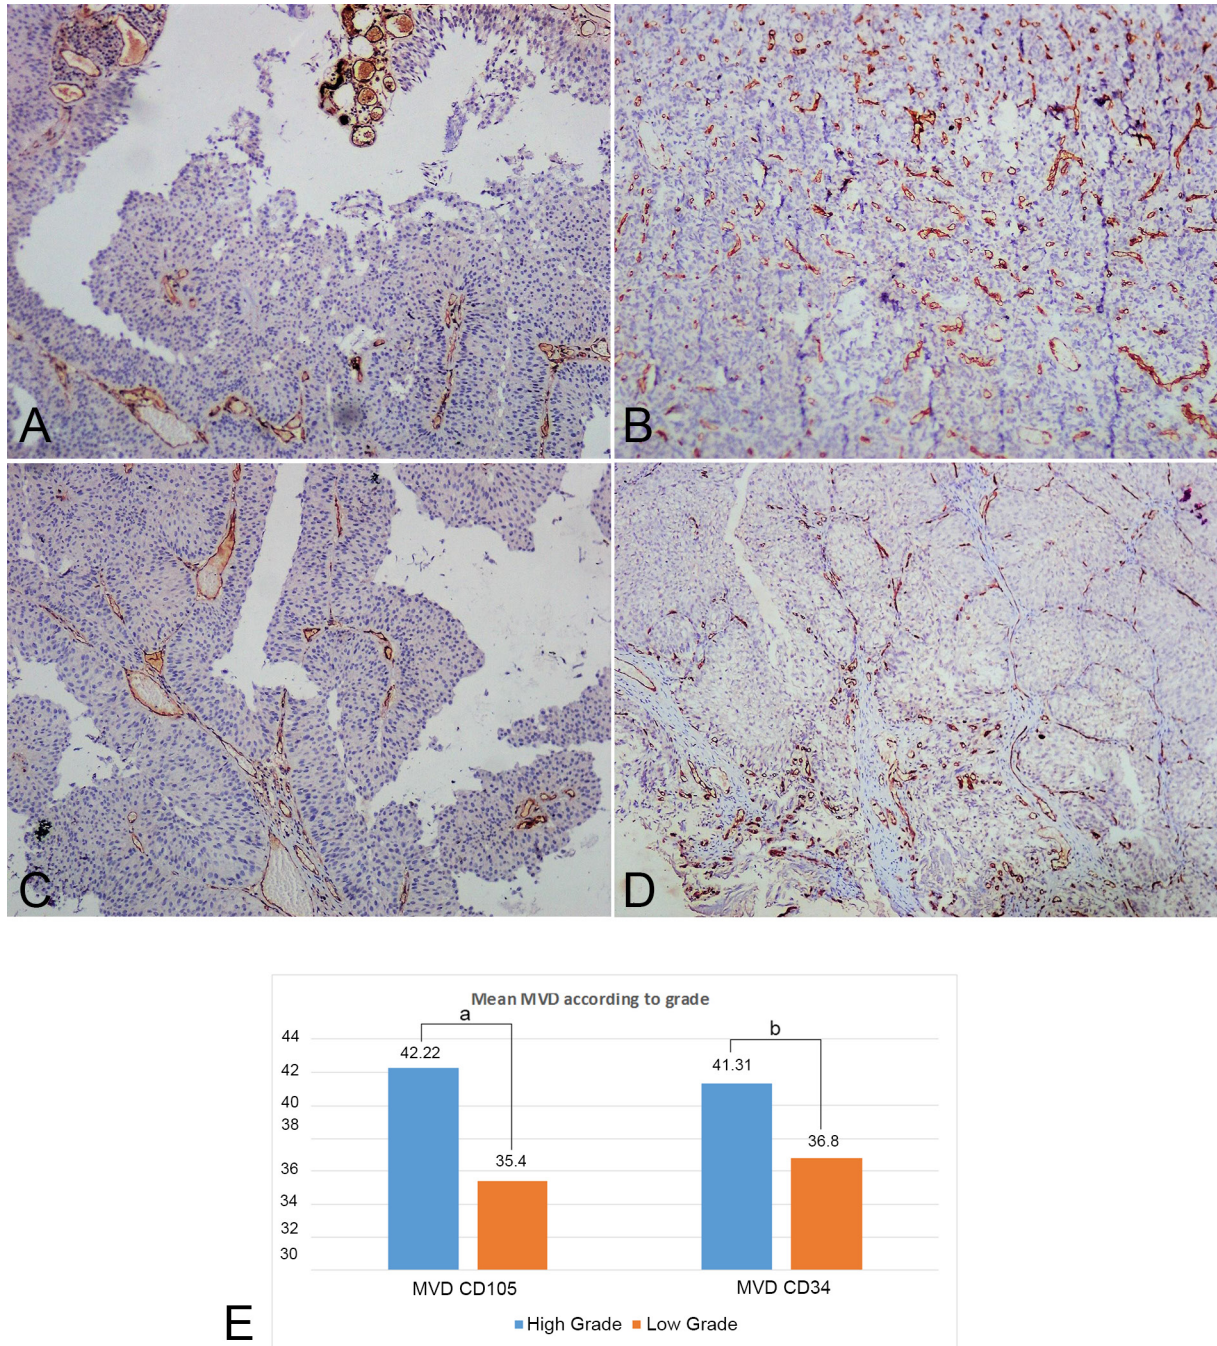 A
B
C
D
Mean MVD according to grade
a
b
44
42
40
38
36
34
32
30
42.22
35.4
41.31
36.8
MVD CD105
MVD CD34
High Grade
Low Grade
E